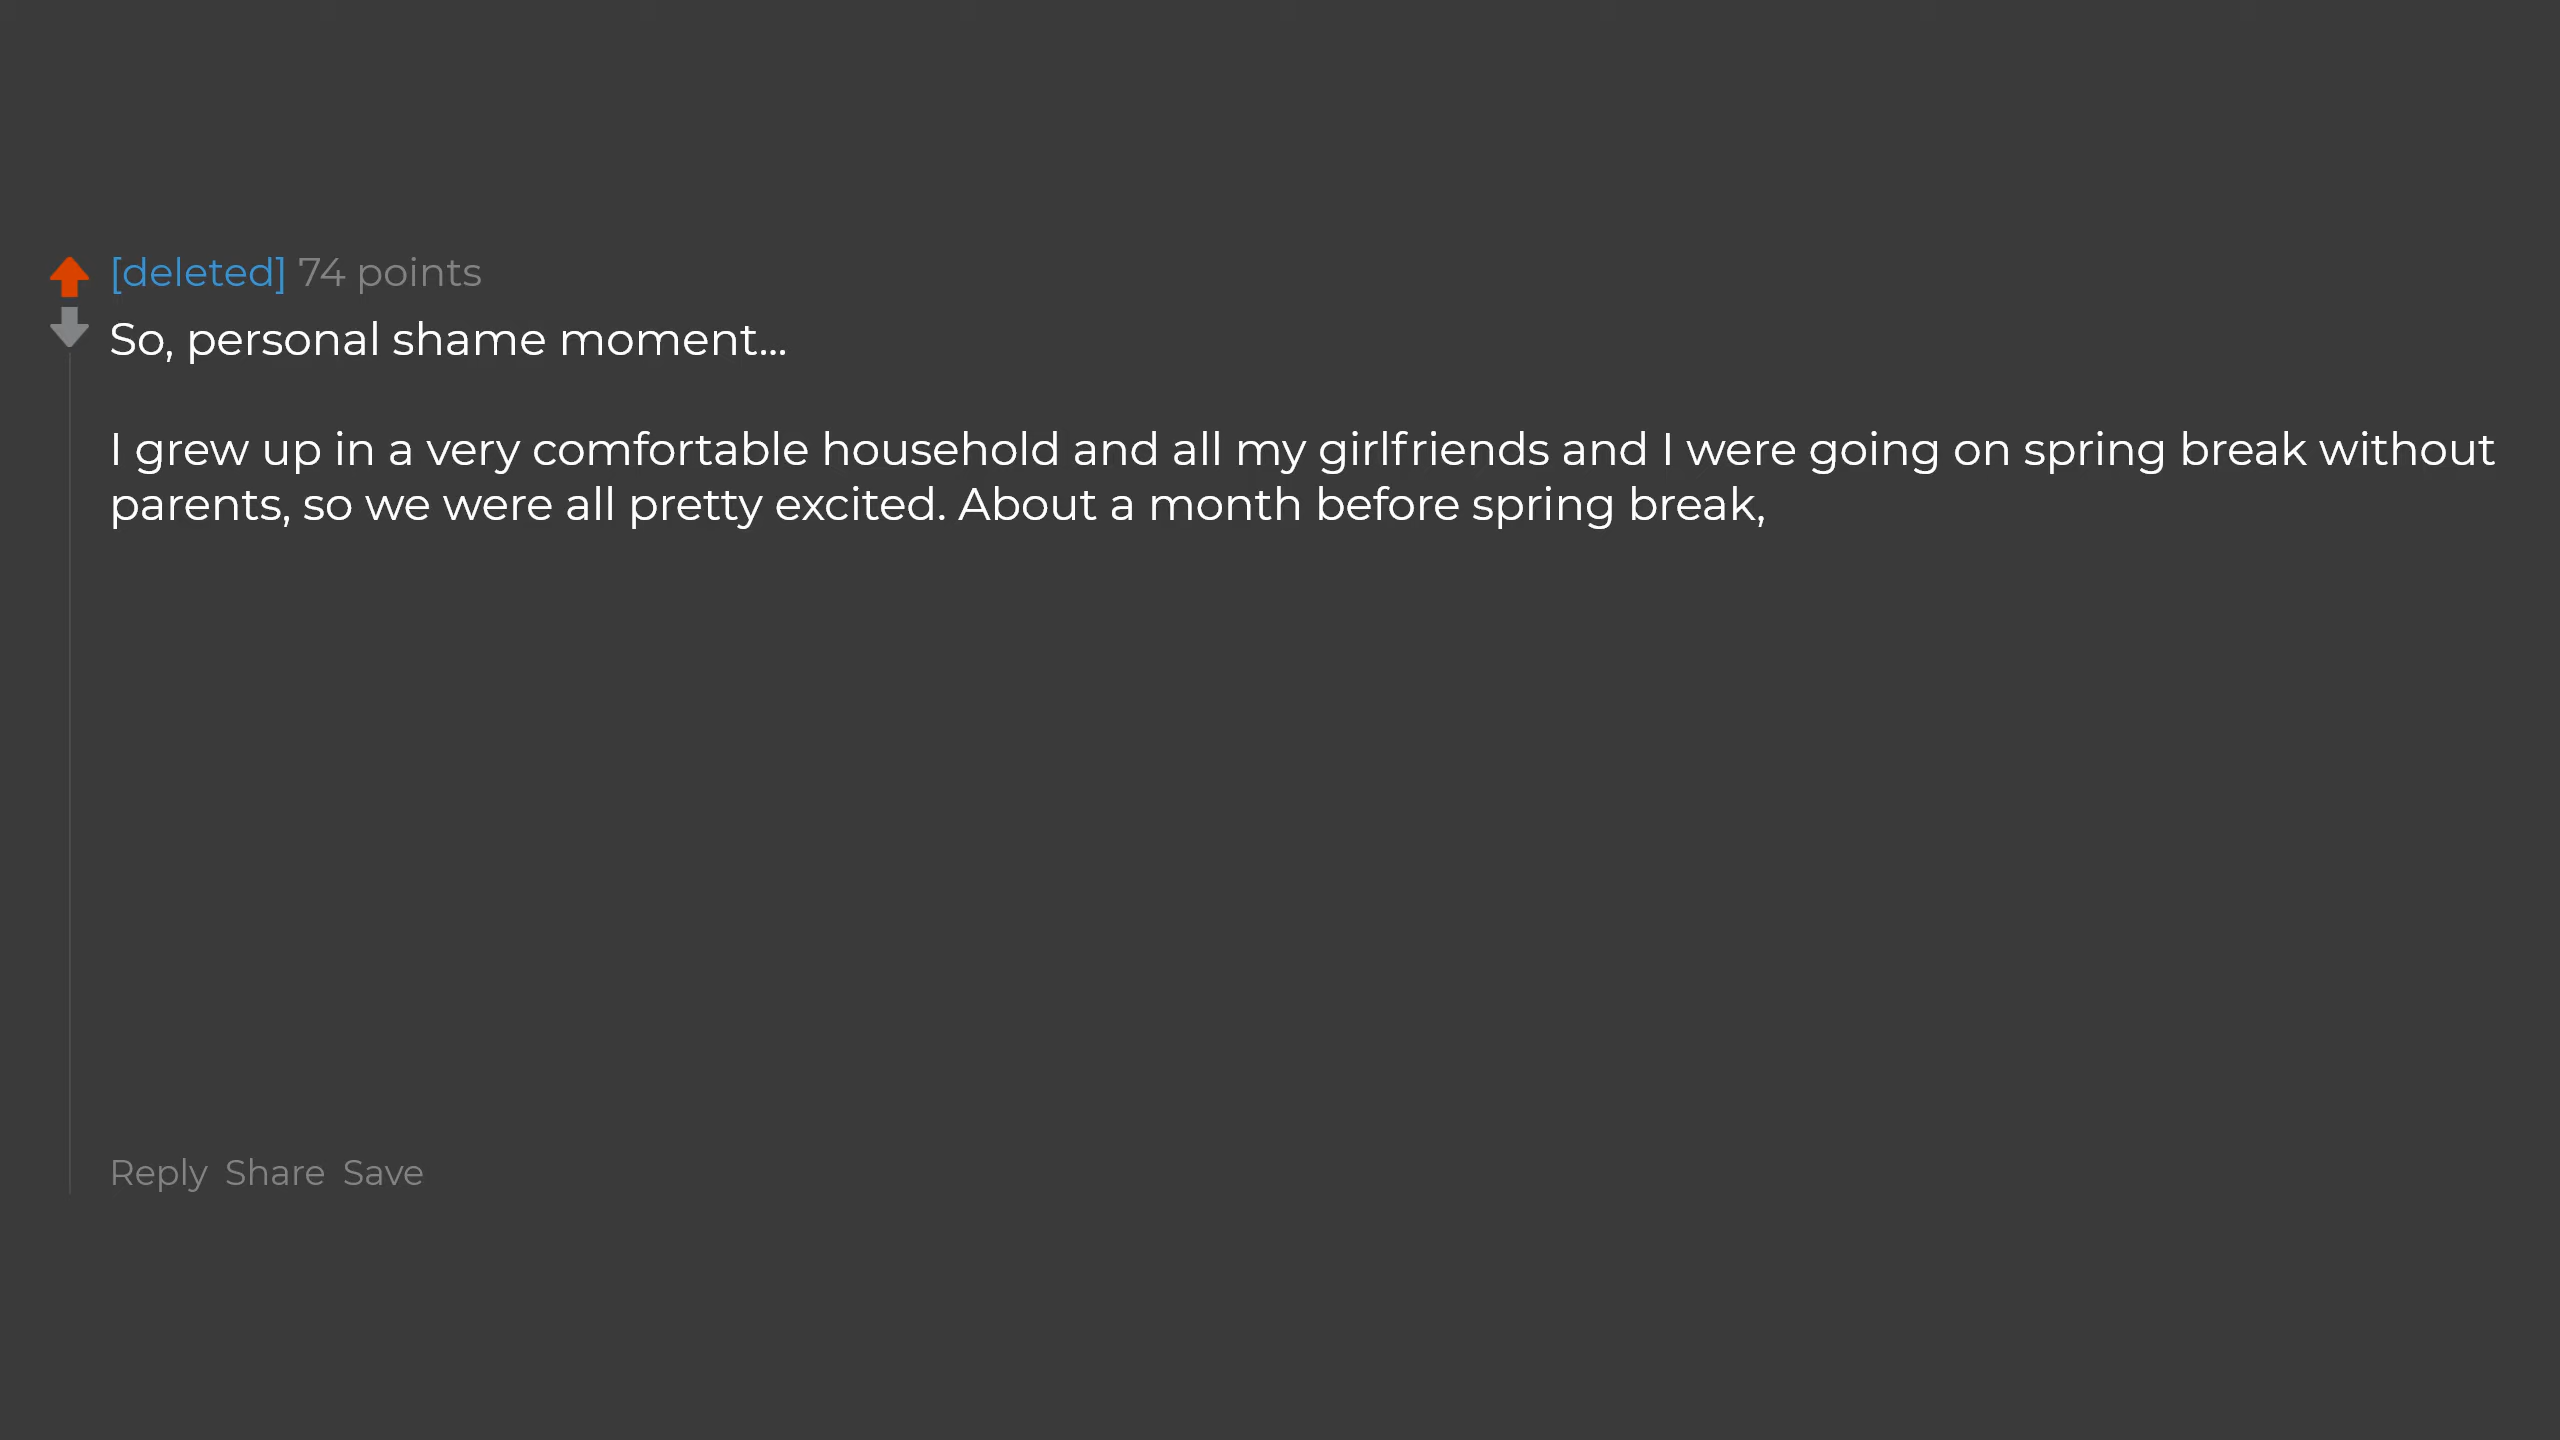 [deleted] 74 points
So, personal shame moment...
I grew up in a very comfortable household and all my girlfriends and I were going on spring break without
parents, so we were all pretty excited. About a month before spring break,
Reply Share Save